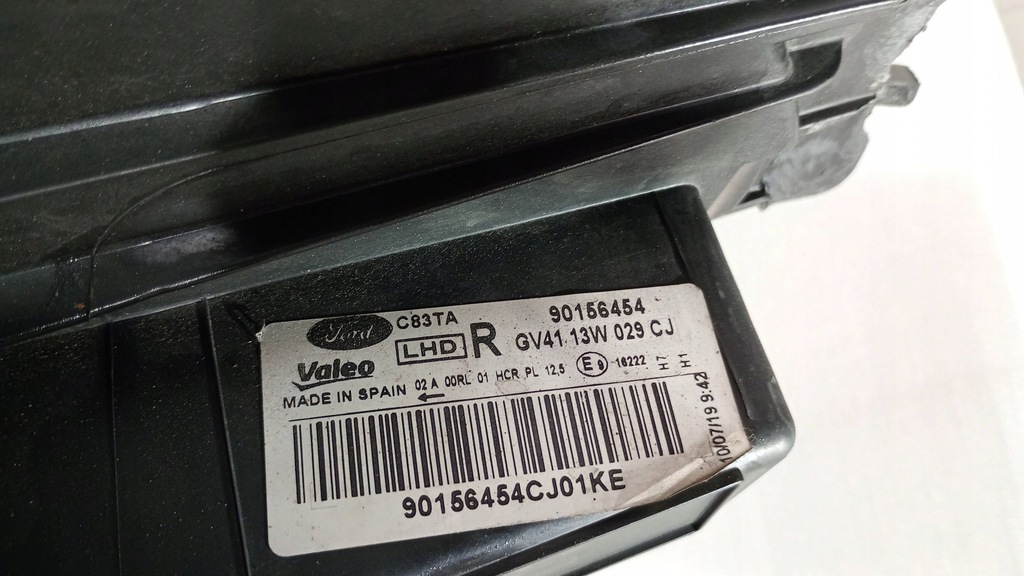 Ford C83TA 90156454
Valeo LHD R GV41 13W 029 CJ
MADE IN SPAIN 02 A 00RL 01 HCR PL 12,5 E9 -16222 H7 H1
10/07/19 9:42
90156454CJ01KE